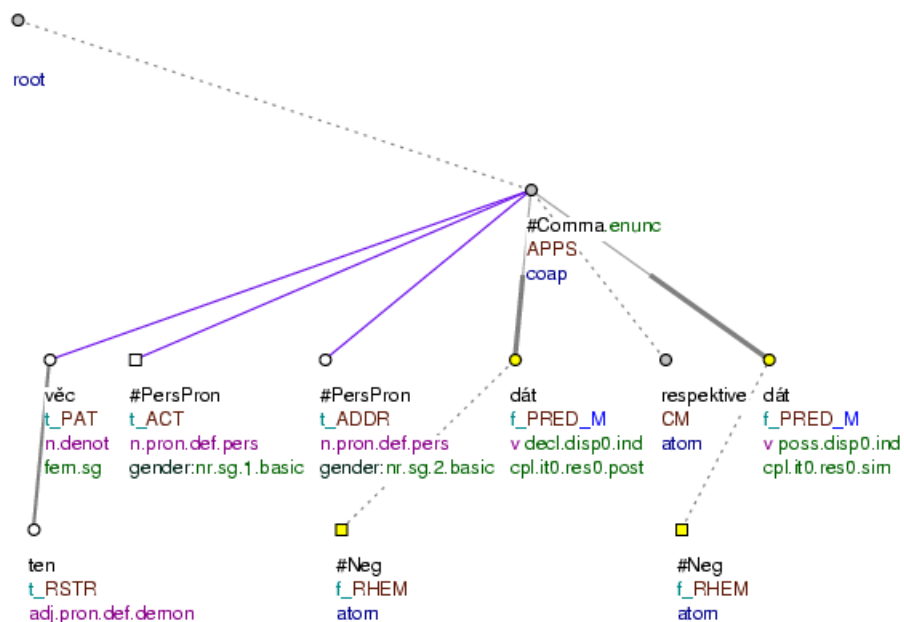 root
#Comma.enunc
APPS
coap
věc
t_PAT
n.denot
fem.sg
#PersPron
t_ACT
n.pron.def.pers
gender:nr.sg.1.basic
#PersPron
t_ADDR
n.pron.def.pers
gender:nr.sg.2.basic
dát
f_PRED_M
v decl.disp0.ind
cpl.it0.res0.post
respektive
CM
atom
dát
f_PRED_M
v poss.disp0.ind
cpl.it0.res0.sim
ten
t_RSTR
adj.pron.def.demon
#Neg
f_RHEM
atom
#Neg
f_RHEM
atom